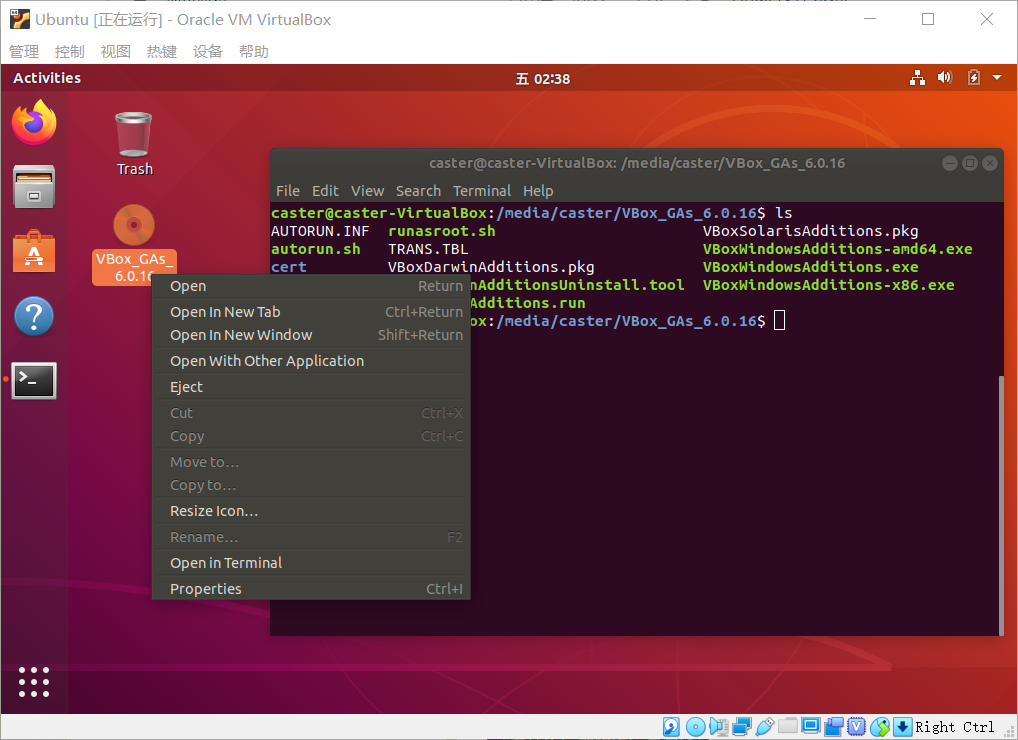 Ubuntu [正在运行] - Oracle VM VirtualBox
管理 控制 视图 热键 设备 帮助
Activities 五 02:38
Trash
VBox_GAs_
6.0.16
caster@caster-VirtualBox: /media/caster/VBox_GAs_6.0.16
File Edit View Search Terminal Help
caster@caster-VirtualBox:/media/caster/VBox_GAs_6.0.16$ ls
AUTORUN.INF runasroot.sh VBoxSolarisAdditions.pkg
autorun.sh TRANS.TBL VBoxWindowsAdditions-amd64.exe
cert VBoxDarwinAdditions.pkg VBoxWindowsAdditions.exe
nAdditionsUninstall.tool VBoxWindowsAdditions-x86.exe
Additions.run
ox:/media/caster/VBox_GAs_6.0.16$
Open Return
Open In New Tab Ctrl+Return
Open In New Window Shift+Return
Open With Other Application
Eject
Cut Ctrl+X
Copy Ctrl+C
Move to…
Copy to…
Resize Icon…
Rename… F2
Open in Terminal
Properties Ctrl+I
Right Ctrl